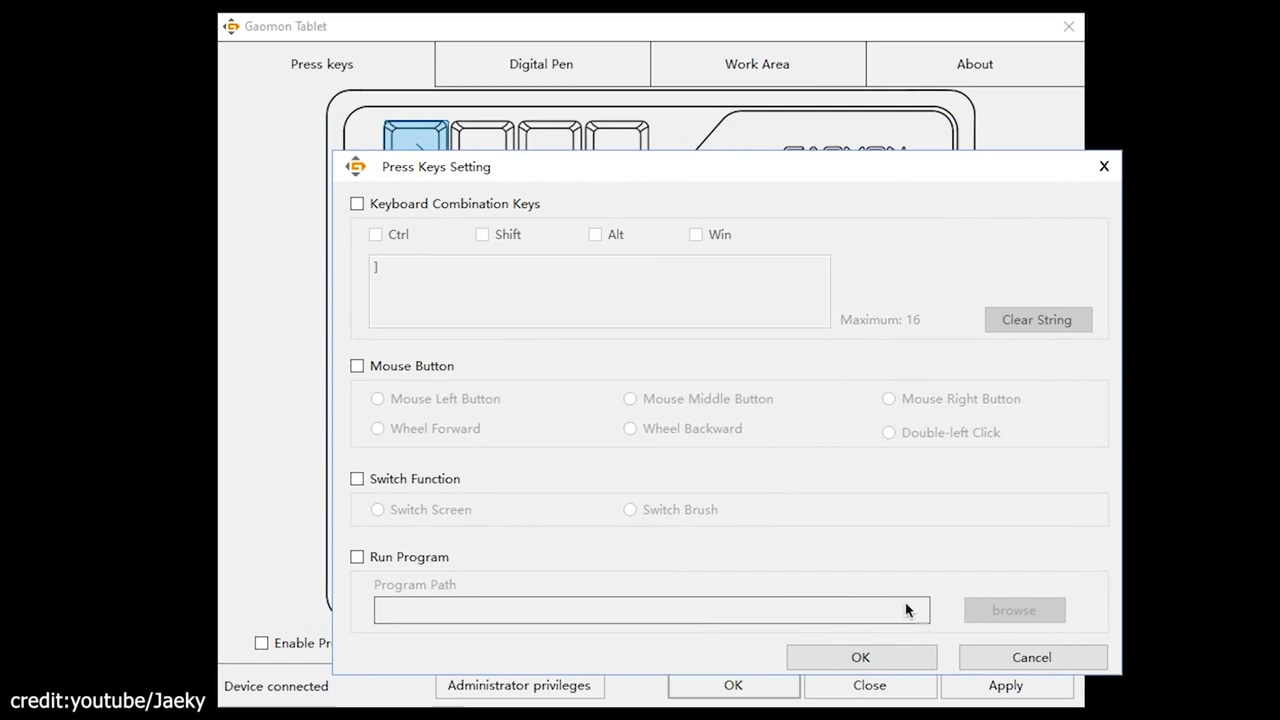 Gaomon Tablet
Press keys
Digital Pen
Work Area
About
Press Keys Setting
X
Keyboard Combination Keys
Ctrl
Shift
Alt
Win
]
Maximum: 16
Clear String
Mouse Button
Mouse Left Button
Mouse Middle Button
Mouse Right Button
Wheel Forward
Wheel Backward
Double-left Click
Switch Function
Switch Screen
Switch Brush
Run Program
Program Path
browse
Enable Pr
OK
Cancel
Device connected
Administrator privileges
OK
Close
Apply
credit:youtube/Jaeky